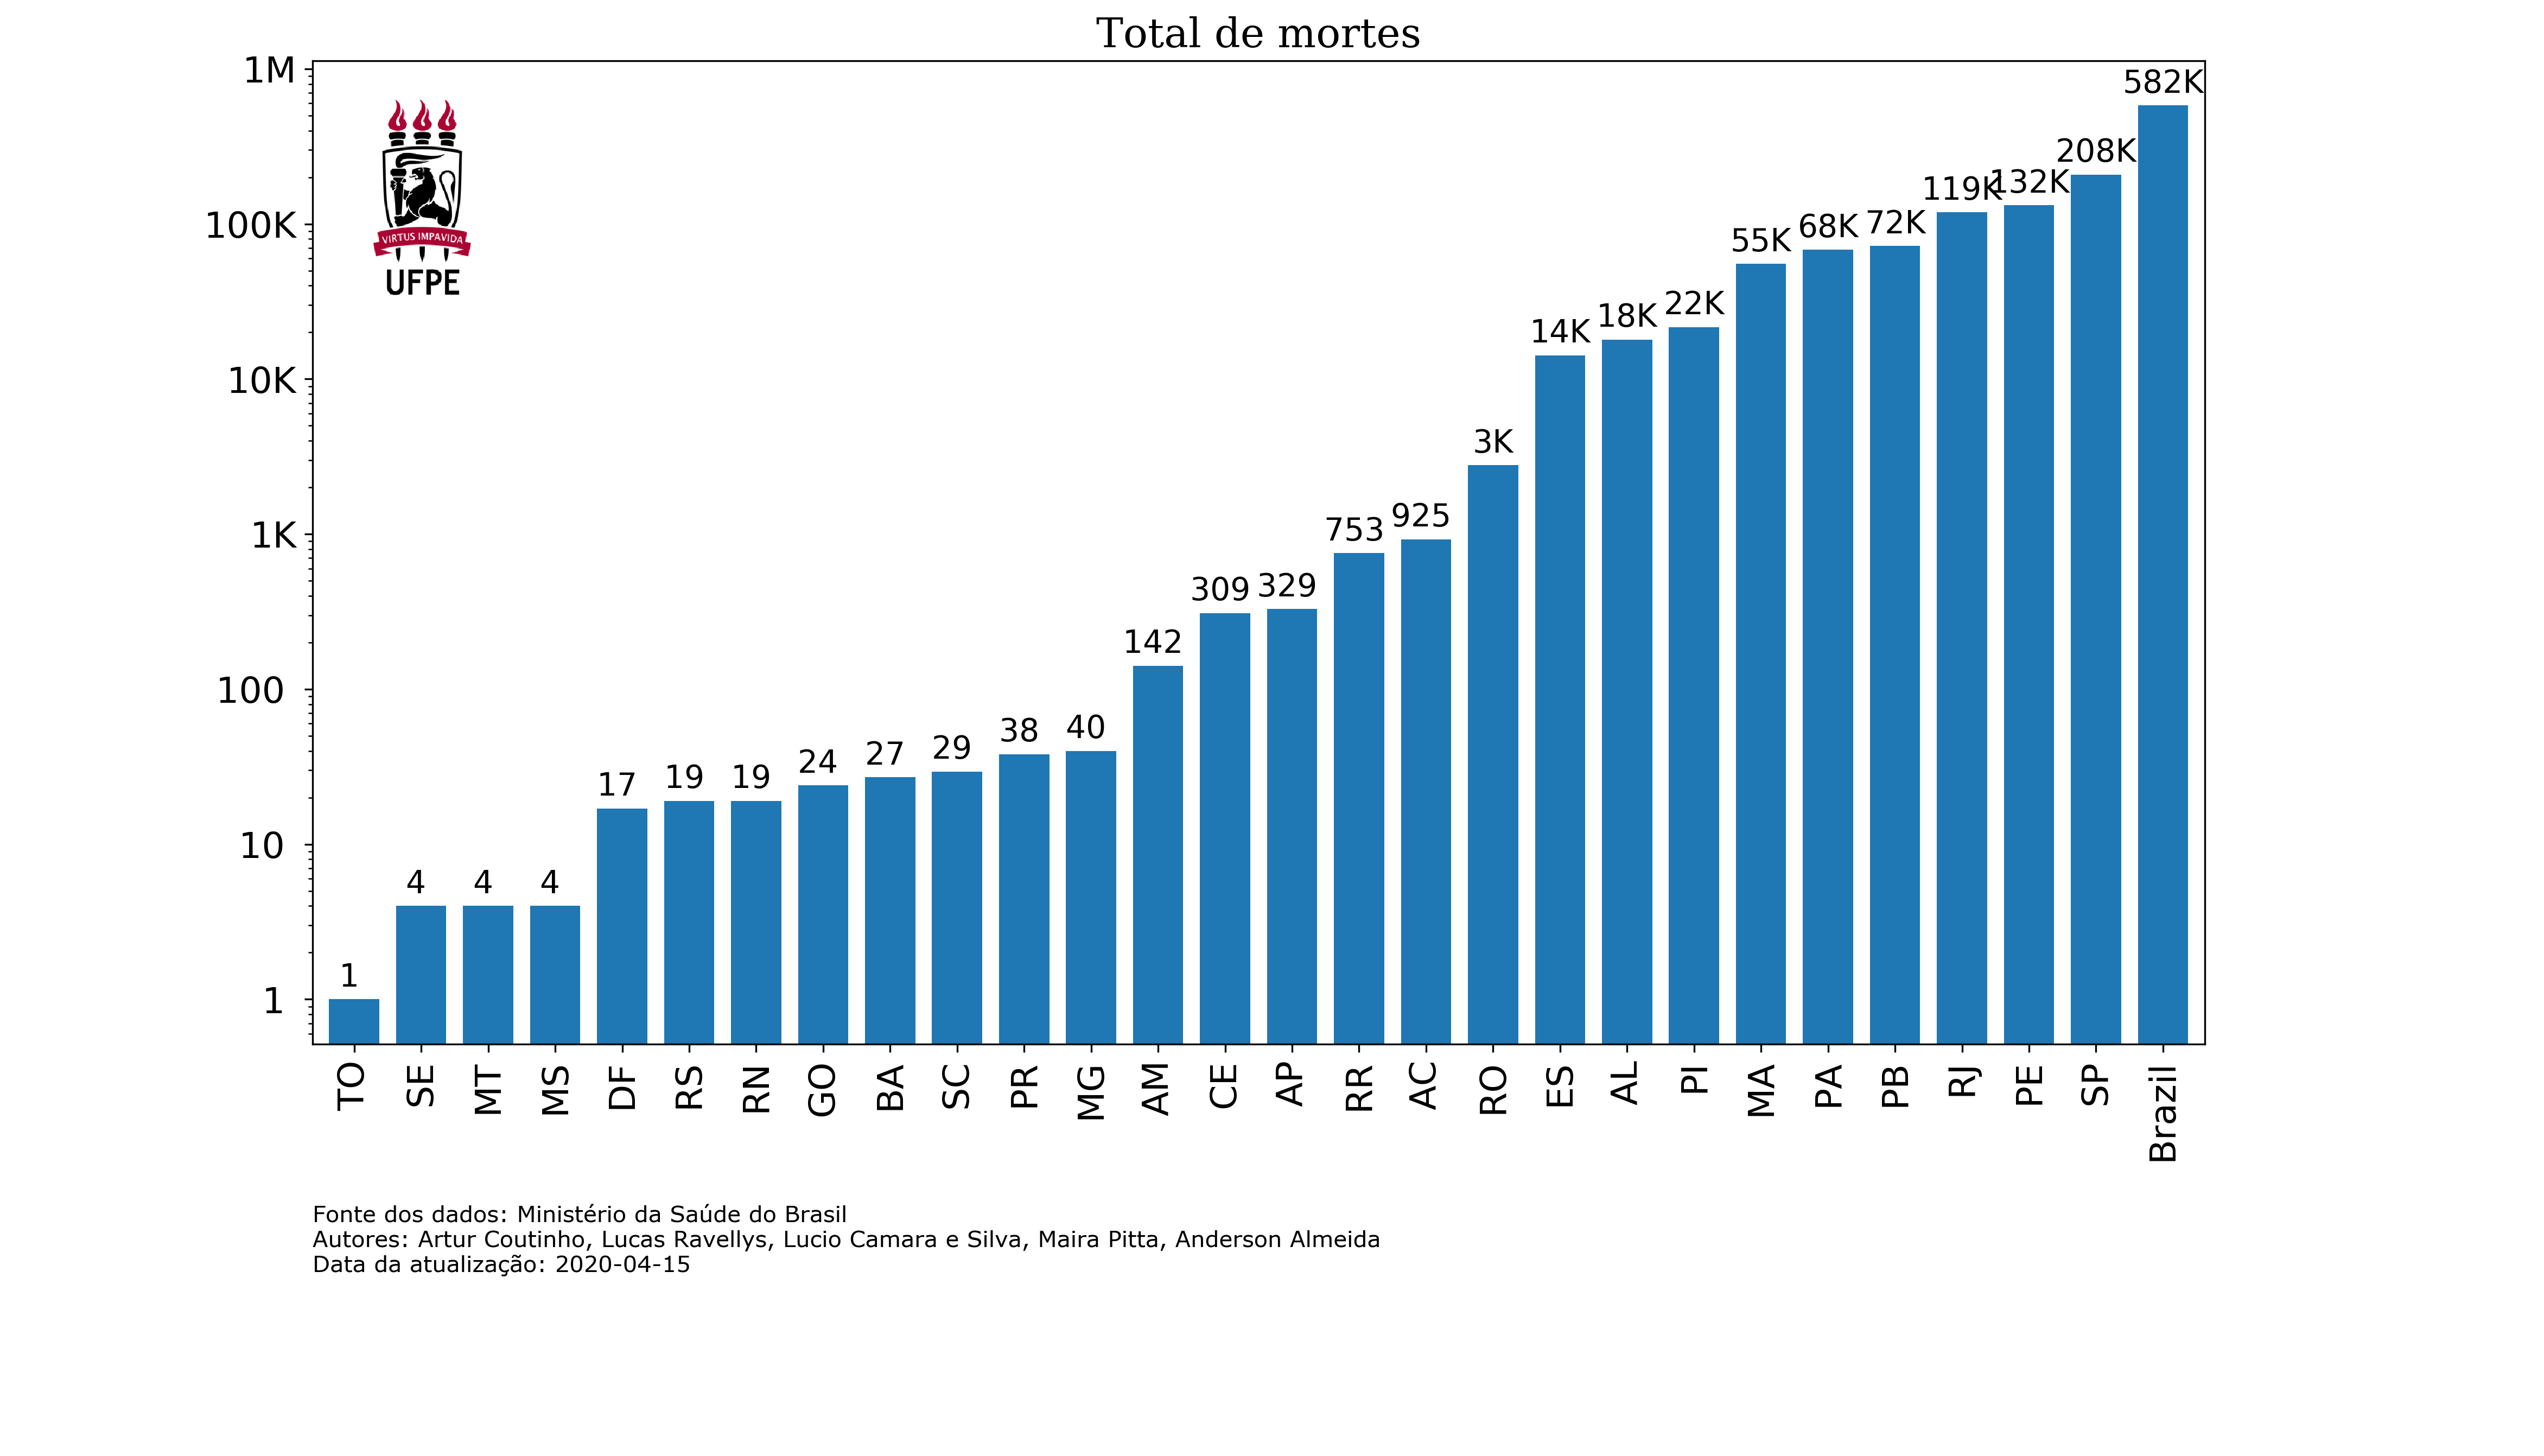 Total de mortes
1M
100K
10K
1K
100
10
1
VIRTUS IMPAVIDA
UFPE
1
4
4
4
17
19
19
24
27
29
38
40
142
309
329
753
925
3K
14K
18K
22K
55K
68K
72K
119K
132K
208K
582K
TO
SE
MT
MS
DF
RS
RN
GO
BA
SC
PR
MG
AM
CE
AP
RR
AC
RO
ES
AL
PI
MA
PA
PB
RJ
PE
SP
Brazil
Fonte dos dados: Ministério da Saúde do Brasil
Autores: Artur Coutinho, Lucas Ravellys, Lucio Camara e Silva, Maira Pitta, Anderson Almeida
Data da atualização: 2020-04-15